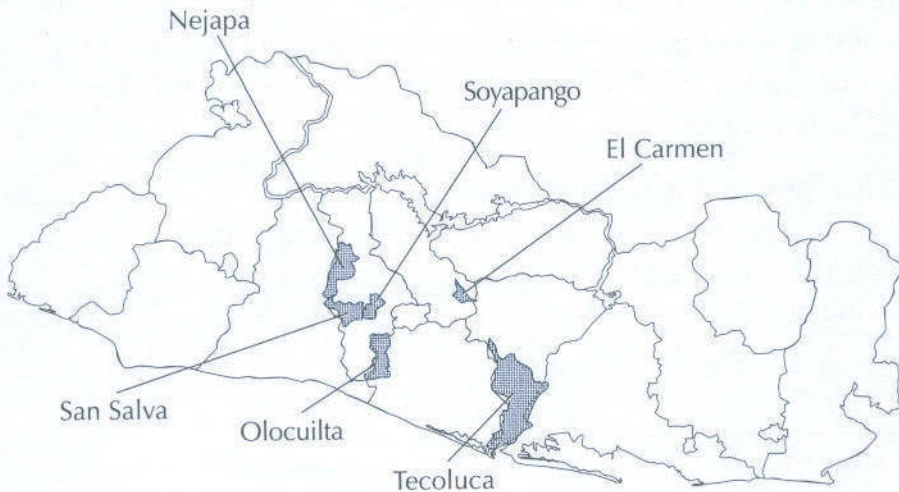 Nejapa
Soyapango
El Carmen
San Salva
Olocuilta
Tecoluca